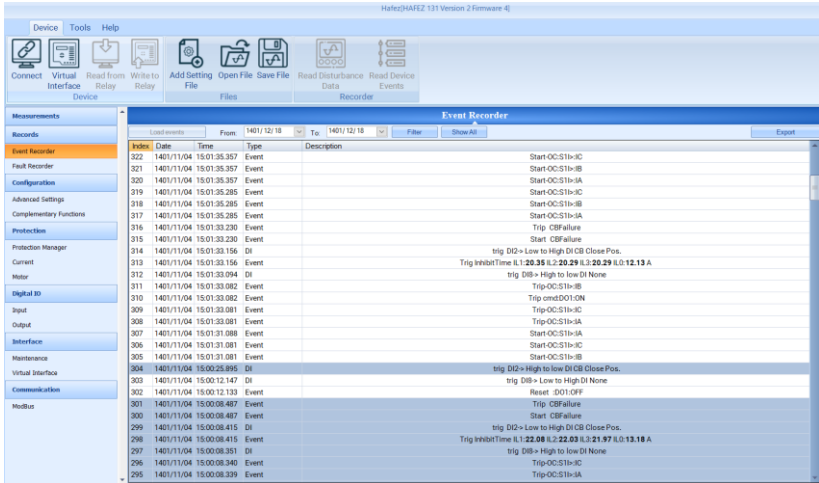 Hafez[HAFEZ 131 Version 2 Firmware 4]
Device Tools Help
Connect
Virtual Interface
Read from Relay
Write to Relay
Add Setting File
Open File
Save File
Read Disturbance Data
Read Device Events
Device
Files
Recorder
Measurements
Records
Event Recorder
Fault Recorder
Configuration
Advanced Settings
Complementary Functions
Protection
Protection Manager
Current
Motor
Digital IO
Input
Output
Interface
Maintenance
Virtual Interface
Communication
ModBus
Event Recorder
Load events From: 1401/12/18 To: 1401/12/18 Filter Show All Export
Index Date Time Type Description
322 1401/11/04 15:01:35.357 Event Start-OC:S1I>:IC
321 1401/11/04 15:01:35.357 Event Start-OC:S1I>:IB
320 1401/11/04 15:01:35.357 Event Start-OC:S1I>:IA
319 1401/11/04 15:01:35.285 Event Start-OC:S1I>:IC
318 1401/11/04 15:01:35.285 Event Start-OC:S1I>:IB
317 1401/11/04 15:01:35.285 Event Start-OC:S1I>:IA
316 1401/11/04 15:01:33.230 Event Trip CBFailure
315 1401/11/04 15:01:33.230 Event Start CBFailure
314 1401/11/04 15:01:33.156 DI trig DI2-> Low to High DI CB Close Pos.
313 1401/11/04 15:01:33.156 Event Trig InhibitTime IL1:20.35 IL2:20.29 IL3:20.29 IL0:12.13 A
312 1401/11/04 15:01:33.094 DI trig DI8-> High to low DI None
311 1401/11/04 15:01:33.082 Event Trip-OC:S1I>:IB
310 1401/11/04 15:01:33.082 Event Trip cmd:DO1:ON
309 1401/11/04 15:01:33.081 Event Trip-OC:S1I>:IC
308 1401/11/04 15:01:33.081 Event Trip-OC:S1I>:IA
307 1401/11/04 15:01:31.088 Event Start-OC:S1I>:IA
306 1401/11/04 15:01:31.081 Event Start-OC:S1I>:IC
305 1401/11/04 15:01:31.081 Event Start-OC:S1I>:IB
304 1401/11/04 15:00:25.895 DI trig DI2-> High to low DI CB Close Pos.
303 1401/11/04 15:00:12.147 DI trig DI8-> Low to High DI None
302 1401/11/04 15:00:12.133 Event Reset :DO1:OFF
301 1401/11/04 15:00:08.487 Event Trip CBFailure
300 1401/11/04 15:00:08.487 Event Start CBFailure
299 1401/11/04 15:00:08.415 DI trig DI2-> Low to High DI CB Close Pos.
298 1401/11/04 15:00:08.415 Event Trig InhibitTime IL1:22.08 IL2:22.03 IL3:21.97 IL0:13.18 A
297 1401/11/04 15:00:08.351 DI trig DI8-> High to low DI None
296 1401/11/04 15:00:08.340 Event Trip-OC:S1I>:IC
295 1401/11/04 15:00:08.339 Event Trip-OC:S1I>:IA